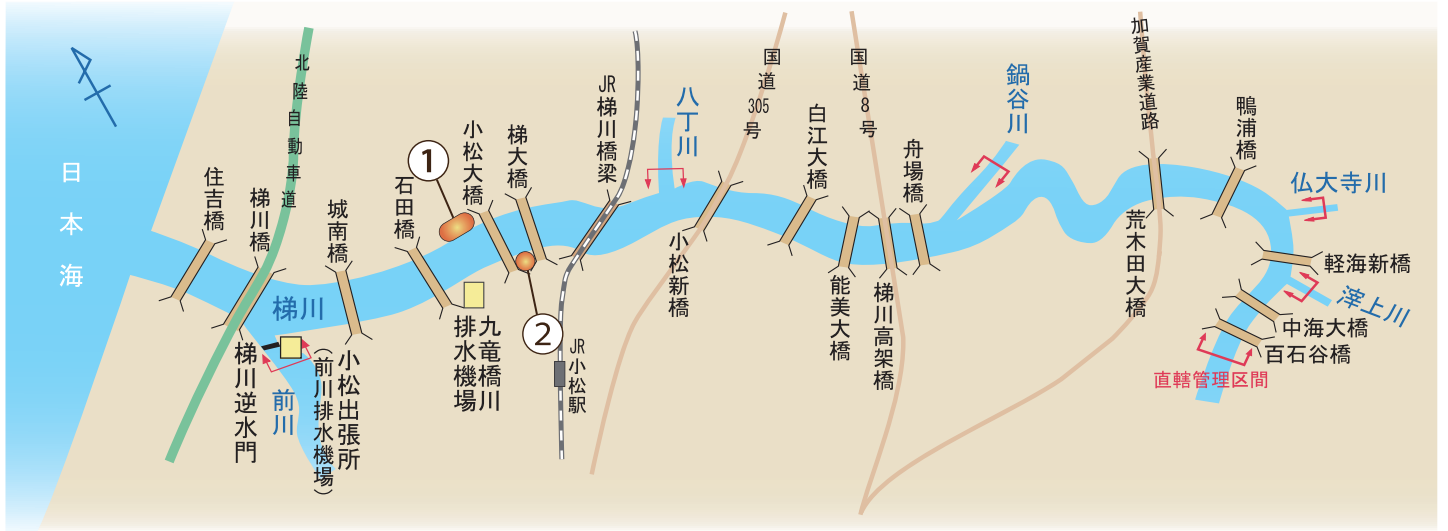 日本海
北陸自動車道
住吉橋
梯川橋
城南橋
梯川
石田橋
1
小松大橋
梯大橋
JR梯川橋梁
八丁川
国道305号
小松新橋
白江大橋
国道8号
舟場橋
鍋谷川
能美大橋
梯川高架橋
加賀産業道路
荒木田大橋
鴨浦橋
仏大寺川
軽海新橋
滓上川
中海大橋
百石谷橋
直轄管理区間
梯川逆水門
前川
小松出張所
(前川排水機場)
九竜橋川
排水機場
2
JR小松駅